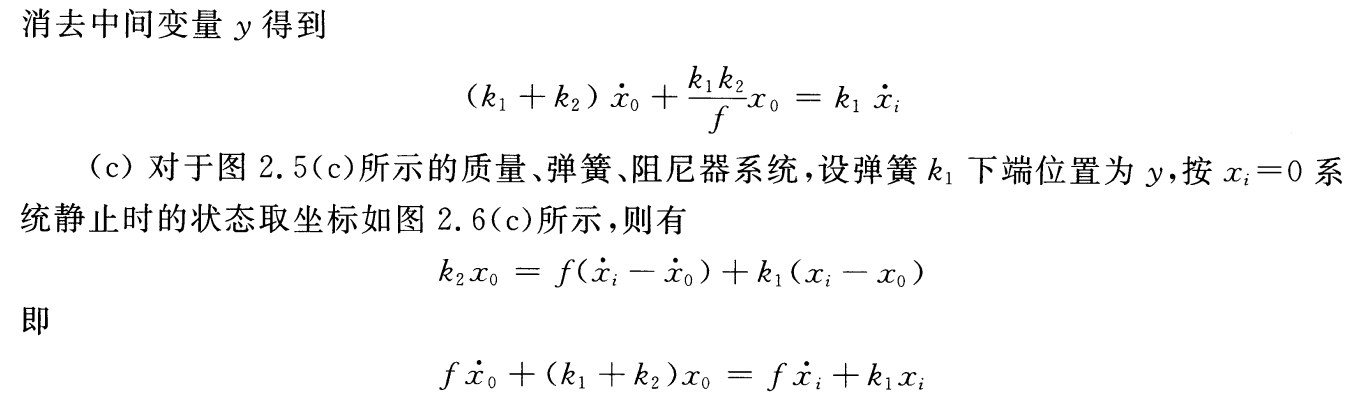 消去中间变量 y 得到
(k₁ + k₂) ẋ₀ + \frac{k₁k₂}{f} x₀ = k₁ ẋᵢ
(c) 对于图 2.5(c)所示的质量、弹簧、阻尼器系统,设弹簧 k₁ 下端位置为 y,按 xᵢ=0 系
统静止时的状态取坐标如图 2.6(c)所示,则有
k₂x₀ = f(ẋᵢ − ẋ₀) + k₁(xᵢ − x₀)
即
fẋ₀ + (k₁ + k₂)x₀ = fẋᵢ + k₁xᵢ